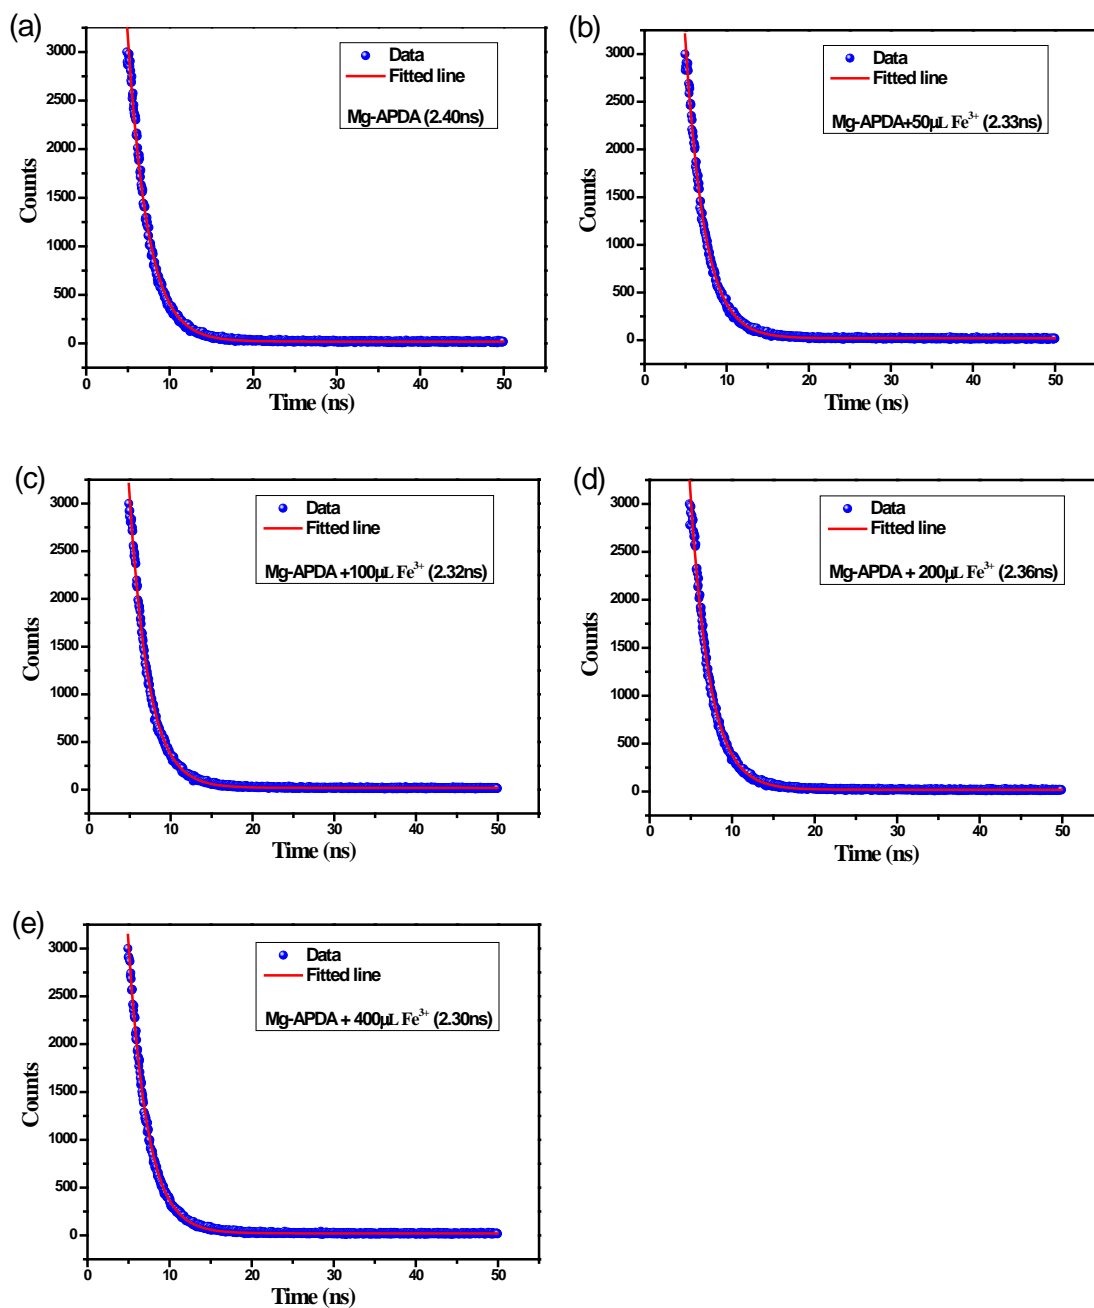 (a)
3000
2500
2000
1500
1000
500
0
Counts
Data
Fitted line
Mg-APDA (2.40ns)
0 10 20 30 40 50
Time (ns)
(b)
3000
2500
2000
1500
1000
500
0
Counts
Data
Fitted line
Mg-APDA+50µL Fe³⁺ (2.33ns)
0 10 20 30 40 50
Time (ns)
(c)
3000
2500
2000
1500
1000
500
0
Counts
Data
Fitted line
Mg-APDA +100µL Fe³⁺ (2.32ns)
0 10 20 30 40 50
Time (ns)
(d)
3000
2500
2000
1500
1000
500
0
Counts
Data
Fitted line
Mg-APDA + 200µL Fe³⁺ (2.36ns)
0 10 20 30 40 50
Time (ns)
(e)
3000
2500
2000
1500
1000
500
0
Counts
Data
Fitted line
Mg-APDA + 400µL Fe³⁺ (2.30ns)
0 10 20 30 40 50
Time (ns)